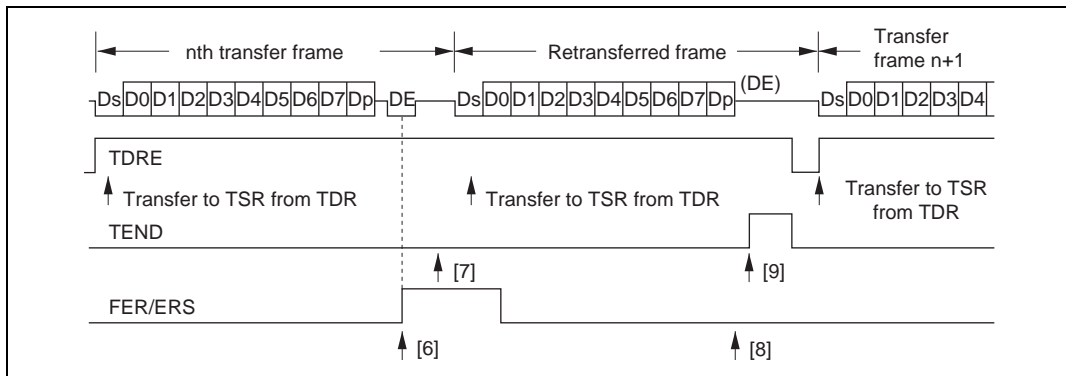 nth transfer frame Retransferred frame Transfer
frame n+1
Ds D0 D1 D2 D3 D4 D5 D6 D7 Dp DE Ds D0 D1 D2 D3 D4 D5 D6 D7 Dp (DE) Ds D0 D1 D2 D3 D4
TDRE
Transfer to TSR from TDR Transfer to TSR from TDR Transfer to TSR
from TDR
TEND
[7] [9]
FER/ERS
[6] [8]